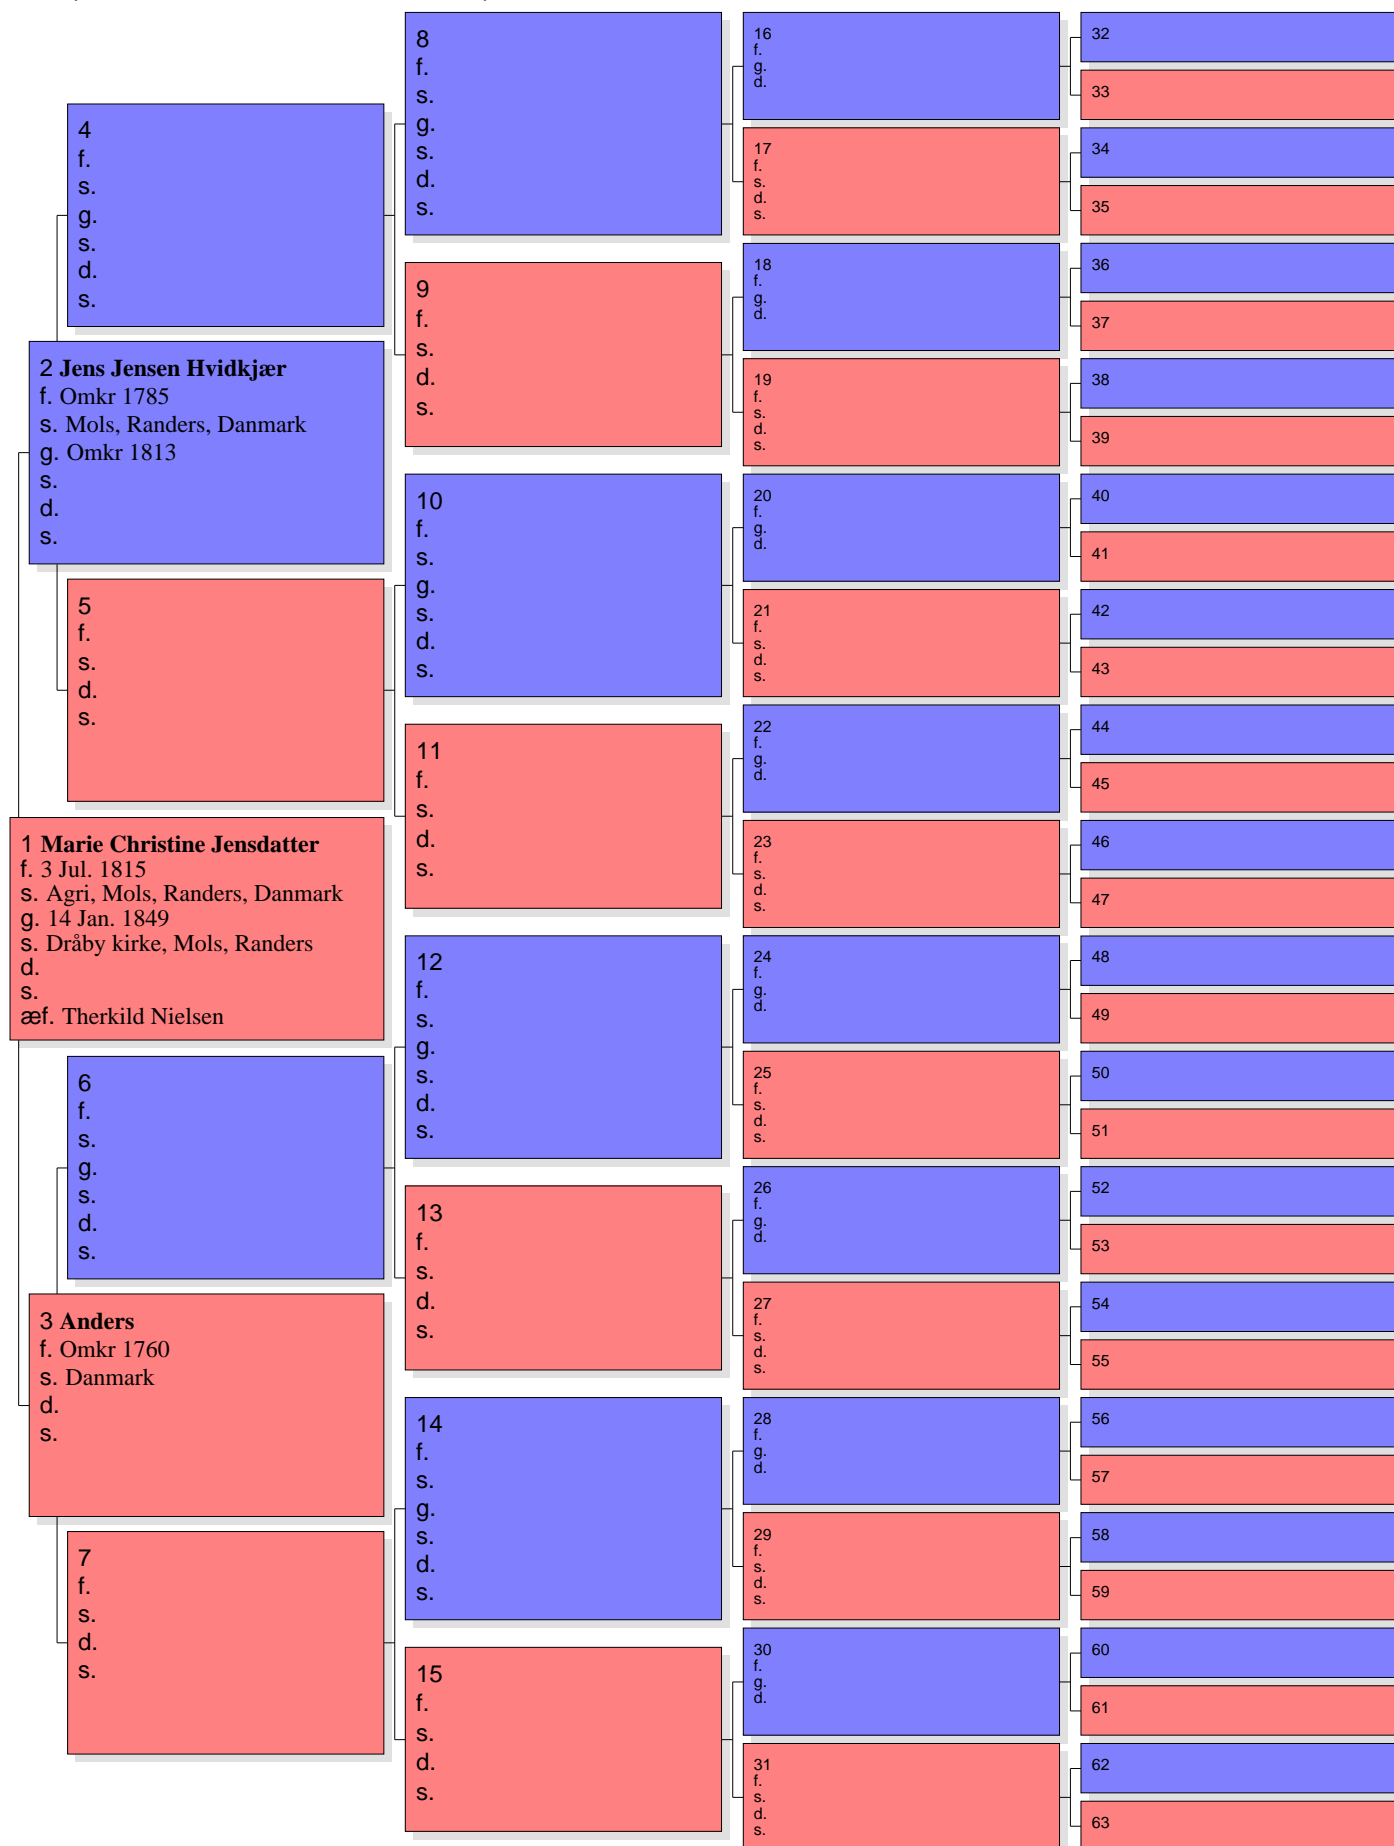 1 Marie Christine Jensdatter
f. 3 Jul. 1815
s. Agri, Mols, Randers, Danmark
g. 14 Jan. 1849
s. Dråby kirke, Mols, Randers
d.
s.
æf. Therkild Nielsen
2 Jens Jensen Hvidkjær
f. Omkr 1785
s. Mols, Randers, Danmark
g. Omkr 1813
s.
d.
s.
3 Anders
f. Omkr 1760
s. Danmark
d.
s.
4
f.
s.
g.
s.
d.
s.
5
f.
s.
d.
s.
6
f.
s.
g.
s.
d.
s.
7
f.
s.
d.
s.
8
f.
s.
g.
s.
d.
s.
9
f.
s.
d.
s.
10
f.
s.
g.
s.
d.
s.
11
f.
s.
d.
s.
12
f.
s.
g.
s.
d.
s.
13
f.
s.
d.
s.
14
f.
s.
g.
s.
d.
s.
15
f.
s.
d.
s.
16
f.
g.
d.
17
f.
s.
d.
s.
18
f.
g.
d.
19
f.
s.
d.
s.
20
f.
g.
d.
21
f.
s.
d.
s.
22
f.
g.
d.
23
f.
s.
d.
s.
24
f.
g.
d.
25
f.
s.
d.
s.
26
f.
g.
d.
27
f.
s.
d.
s.
28
f.
g.
d.
29
f.
s.
d.
s.
30
f.
g.
d.
31
f.
s.
d.
s.
32
33
34
35
36
37
38
39
40
41
42
43
44
45
46
47
48
49
50
51
52
53
54
55
56
57
58
59
60
61
62
63